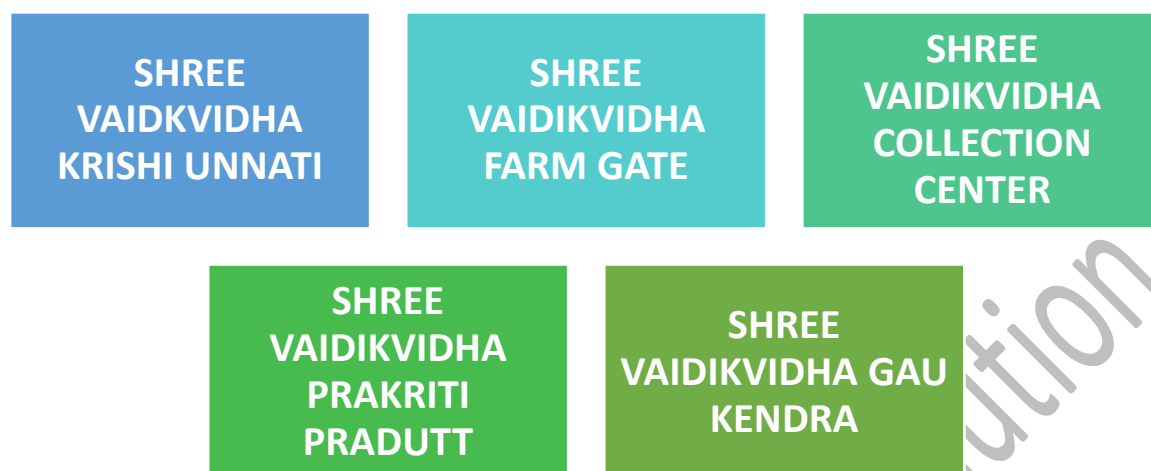 SHREE
VAIDKVIDHA
KRISHI UNNATI
SHREE
VAIDIKVIDHA
FARM GATE
SHREE
VAIDIKVIDHA
COLLECTION
CENTER
SHREE
VAIDIKVIDHA
PRAKRITI
PRADUTT
SHREE
VAIDIKVIDHA GAU
KENDRA